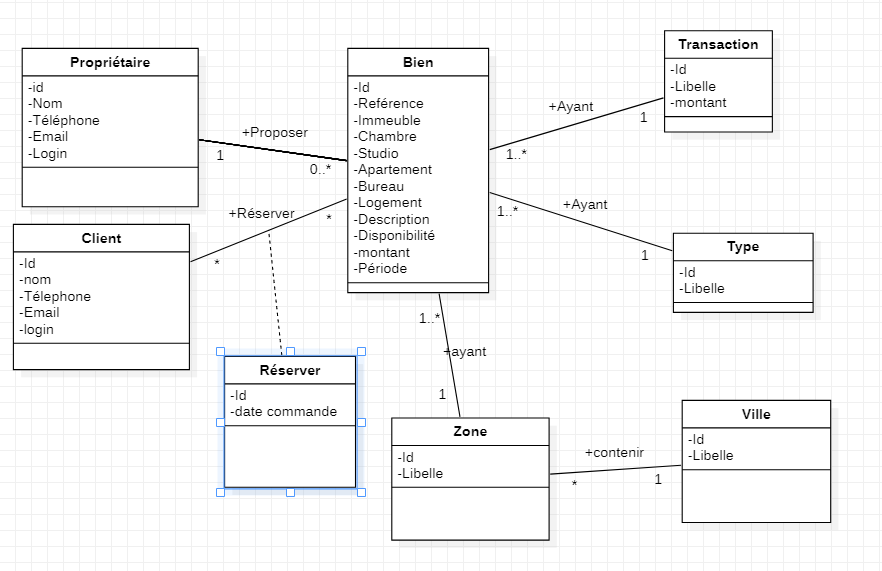 Propriétaire
-id
-Nom
-Téléphone
-Email
-Login
+Proposer
1
0..*
Bien
-Id
-Reférence
-Immeuble
-Chambre
-Studio
-Apartement
-Bureau
-Logement
-Description
-Disponibilité
-montant
-Période
Transaction
-Id
-Libelle
-montant
+Ayant
1
1..*
+Ayant
1..*
1
Type
-Id
-Libelle
Client
-Id
-nom
-Télephone
-Email
-login
+Réserver
*
*
Réserver
-Id
-date commande
1..*
+ayant
1
Zone
-Id
-Libelle
+contenir
*
1
Ville
-Id
-Libelle